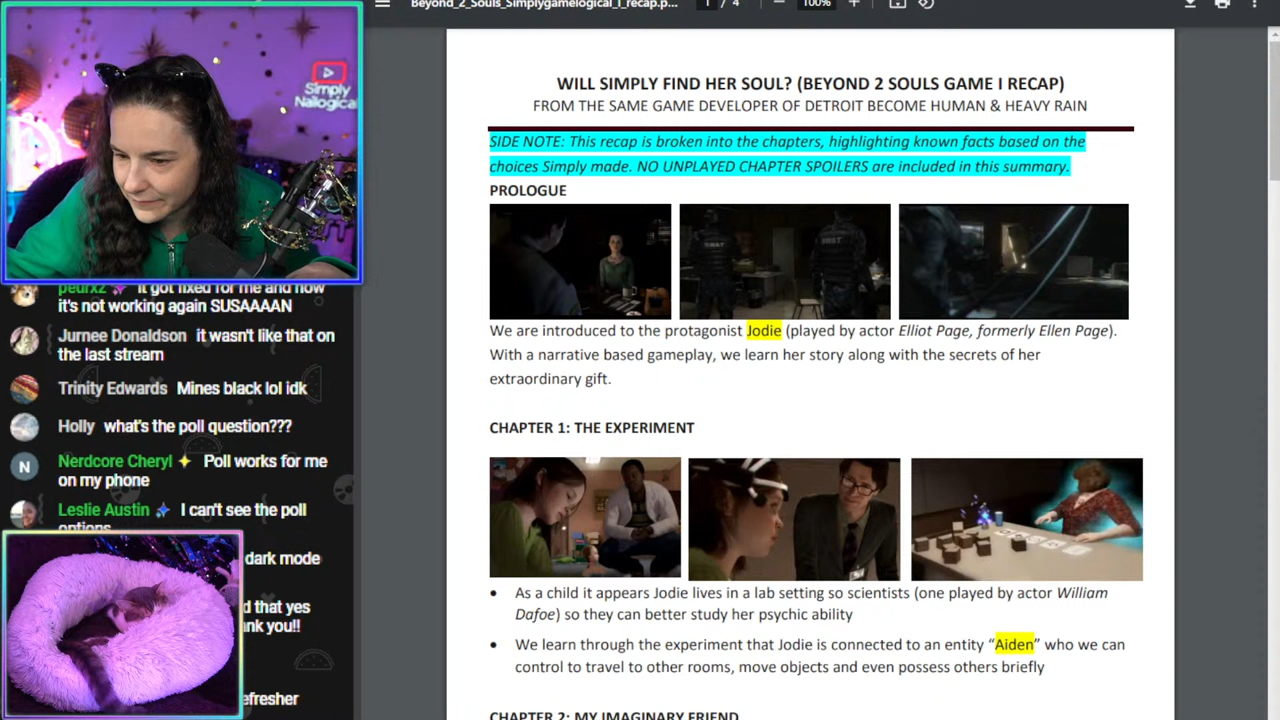 Beyond_2_Souls_Simplygamelogical_I_recap.p...
1 / 4
100%
Simply
Nailogical
peurxz it got fixed for me and now
it's not working again SUSAAAAN
Jurnee Donaldson it wasn't like that on
the last stream
Trinity Edwards Mines black lol idk
Holly what's the poll question???
N
Nerdcore Cheryl Poll works for me
on my phone
Leslie Austin I can't see the poll
options
dark mode
that yes
efresher
WILL SIMPLY FIND HER SOUL? (BEYOND 2 SOULS GAME I RECAP)
FROM THE SAME GAME DEVELOPER OF DETROIT BECOME HUMAN & HEAVY RAIN
SIDE NOTE: This recap is broken into the chapters, highlighting known facts based on the
choices Simply made. NO UNPLAYED CHAPTER SPOILERS are included in this summary.
PROLOGUE
SWAT
SWAT
We are introduced to the protagonist Jodie (played by actor Elliot Page, formerly Ellen Page).
With a narrative based gameplay, we learn her story along with the secrets of her
extraordinary gift.
CHAPTER 1: THE EXPERIMENT
• As a child it appears Jodie lives in a lab setting so scientists (one played by actor William
Dafoe) so they can better study her psychic ability
• We learn through the experiment that Jodie is connected to an entity “Aiden” who we can
control to travel to other rooms, move objects and even possess others briefly
CHAPTER 2: MY IMAGINARY FRIEND